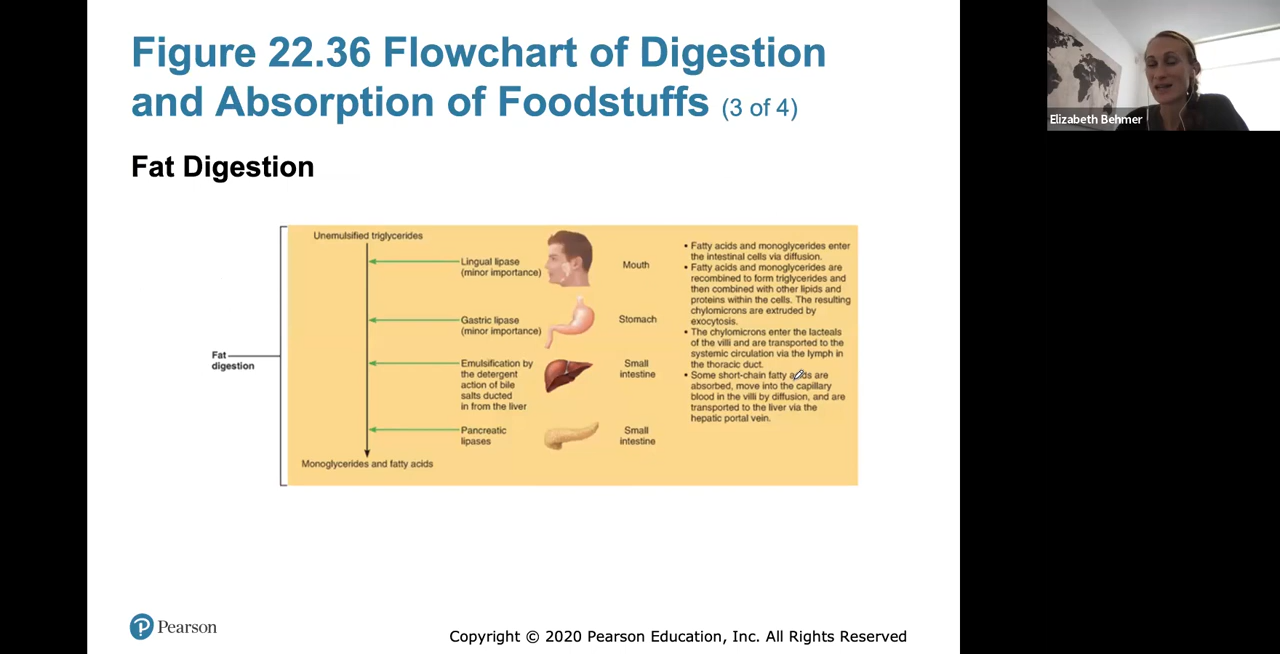 Figure 22.36 Flowchart of Digestion
and Absorption of Foodstuffs (3 of 4)
Elizabeth Behmer
Fat Digestion
Fat
digestion
Unemulsified triglycerides
Lingual lipase
(minor importance)
Mouth
Gastric lipase
(minor importance)
Stomach
Emulsification by
the detergent
action of bile
salts ducted
in from the liver
Small
intestine
Pancreatic
lipases
Small
intestine
Monoglycerides and fatty acids
• Fatty acids and monoglycerides enter
the intestinal cells via diffusion.
• Fatty acids and monoglycerides are
recombined to form triglycerides and
then combined with other lipids and
proteins within the cells. The resulting
chylomicrons are extruded by
exocytosis.
• The chylomicrons enter the lacteals
of the villi and are transported to the
systemic circulation via the lymph in
the thoracic duct.
• Some short-chain fatty acids are
absorbed, move into the capillary
blood in the villi by diffusion, and are
transported to the liver via the
hepatic portal vein.
P Pearson
Copyright © 2020 Pearson Education, Inc. All Rights Reserved